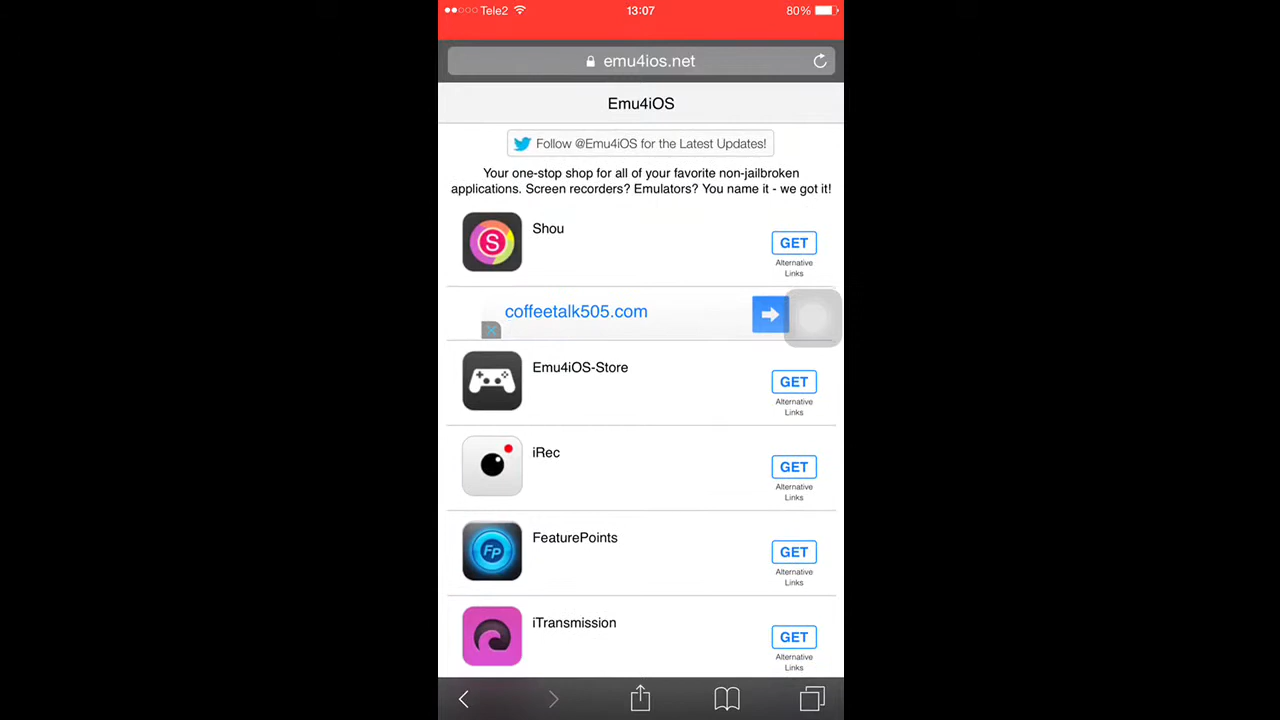 Tele2 13:07 80%
emu4ios.net
Emu4iOS
Follow @Emu4iOS for the Latest Updates!
Your one-stop shop for all of your favorite non-jailbroken
applications. Screen recorders? Emulators? You name it - we got it!
S
Shou
GET
Alternative
Links
coffeetalk505.com
Emu4iOS-Store
GET
Alternative
Links
iRec
GET
Alternative
Links
Fp
FeaturePoints
GET
Alternative
Links
iTransmission
GET
Alternative
Links